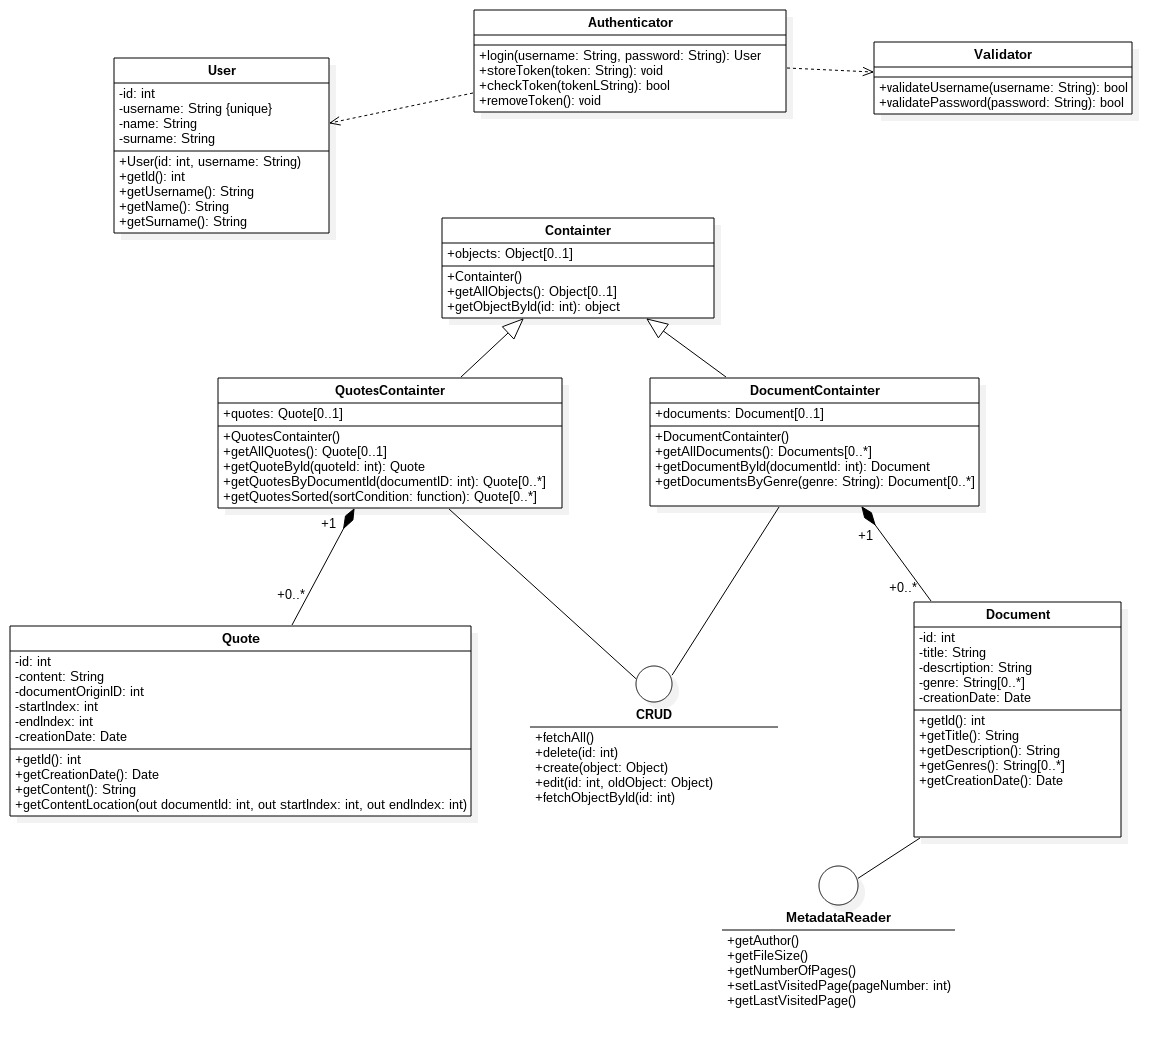 Authenticator
+login(username: String, password: String): User
+storeToken(token: String): void
+checkToken(tokenLString): bool
+removeToken(): void
Validator
+validateUsername(username: String): bool
+validatePassword(password: String): bool
User
-id: int
-username: String {unique}
-name: String
-surname: String
+User(id: int, username: String)
+getId(): int
+getUsername(): String
+getName(): String
+getSurname(): String
Containter
+objects: Object[0..1]
+Containter()
+getAllObjects(): Object[0..1]
+getObjectById(id: int): object
QuotesContainter
+quotes: Quote[0..1]
+QuotesContainter()
+getAllQuotes(): Quote[0..1]
+getQuoteById(quoteId: int): Quote
+getQuotesByDocumentId(documentID: int): Quote[0..*]
+getQuotesSorted(sortCondition: function): Quote[0..*]
DocumentContainter
+documents: Document[0..1]
+DocumentContainter()
+getAllDocuments(): Documents[0..*]
+getDocumentById(documentId: int): Document
+getDocumentsByGenre(genre: String): Document[0..*]
+1
+0..*
+1
+0..*
Quote
-id: int
-content: String
-documentOriginID: int
-startIndex: int
-endIndex: int
-creationDate: Date
+getId(): int
+getCreationDate(): Date
+getContent(): String
+getContentLocation(out documentId: int, out startIndex: int, out endIndex: int)
CRUD
+fetchAll()
+delete(id: int)
+create(object: Object)
+edit(id: int, oldObject: Object)
+fetchObjectById(id: int)
Document
-id: int
-title: String
-descrtiption: String
-genre: String[0..*]
-creationDate: Date
+getId(): int
+getTitle(): String
+getDescription(): String
+getGenres(): String[0..*]
+getCreationDate(): Date
MetadataReader
+getAuthor()
+getFileSize()
+getNumberOfPages()
+setLastVisitedPage(pageNumber: int)
+getLastVisitedPage()